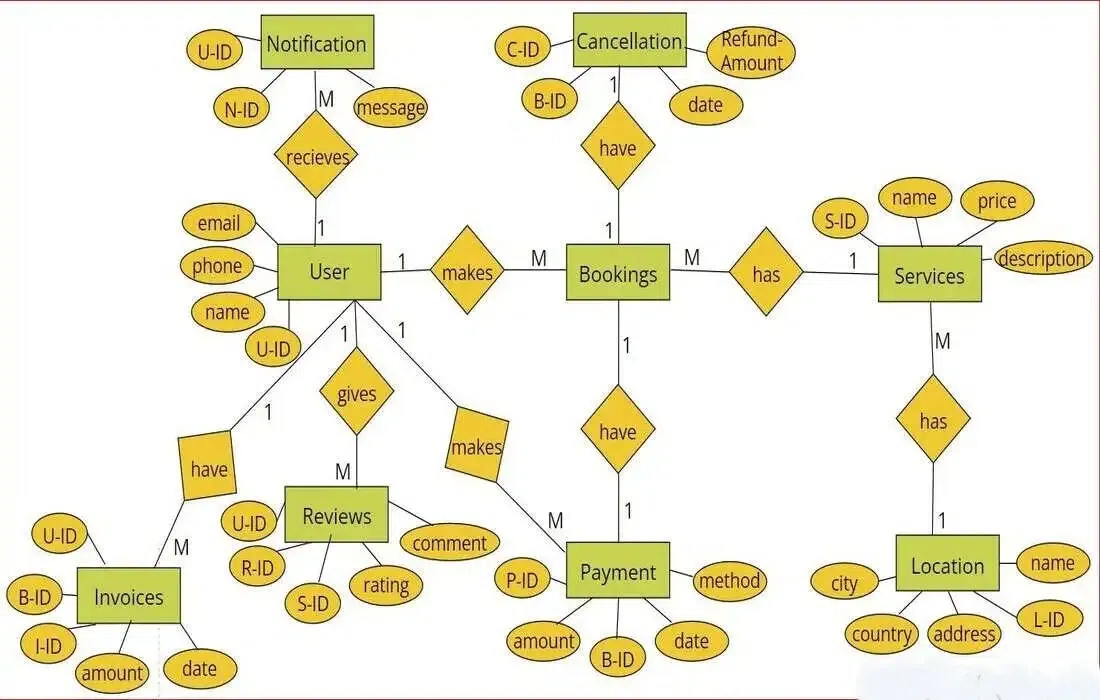 Notification
U-ID
N-ID
message
M
recieves
1
Cancellation
C-ID
B-ID
date
Refund-
Amount
1
have
1
email
phone
name
U-ID
User
1
makes
M
Bookings
M
has
1
Services
S-ID
name
price
description
M
has
1
Location
city
country
address
L-ID
name
1
have
1
Payment
P-ID
amount
B-ID
date
method
1
makes
M
1
gives
M
Reviews
U-ID
R-ID
S-ID
rating
comment
1
have
M
Invoices
U-ID
B-ID
I-ID
amount
date